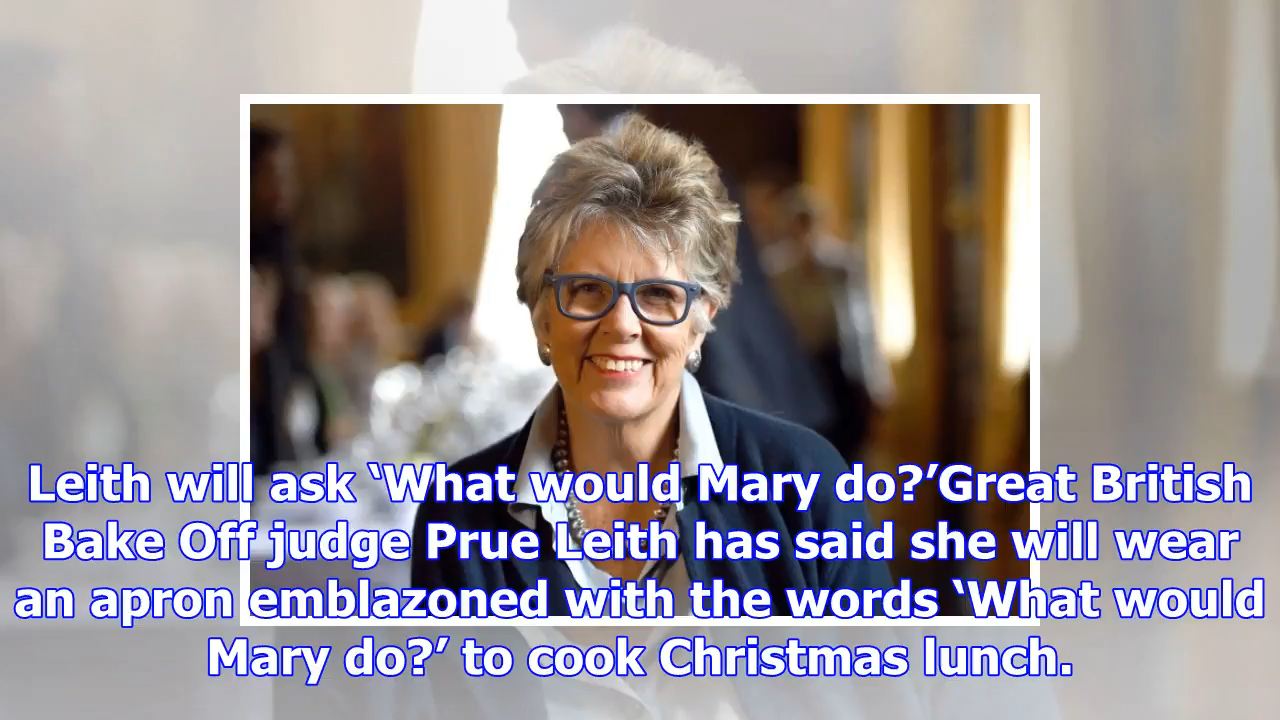 Leith will ask ‘What would Mary do?’Great British
Bake Off judge Prue Leith has said she will wear
an apron emblazoned with the words ‘What would
Mary do?’ to cook Christmas lunch.